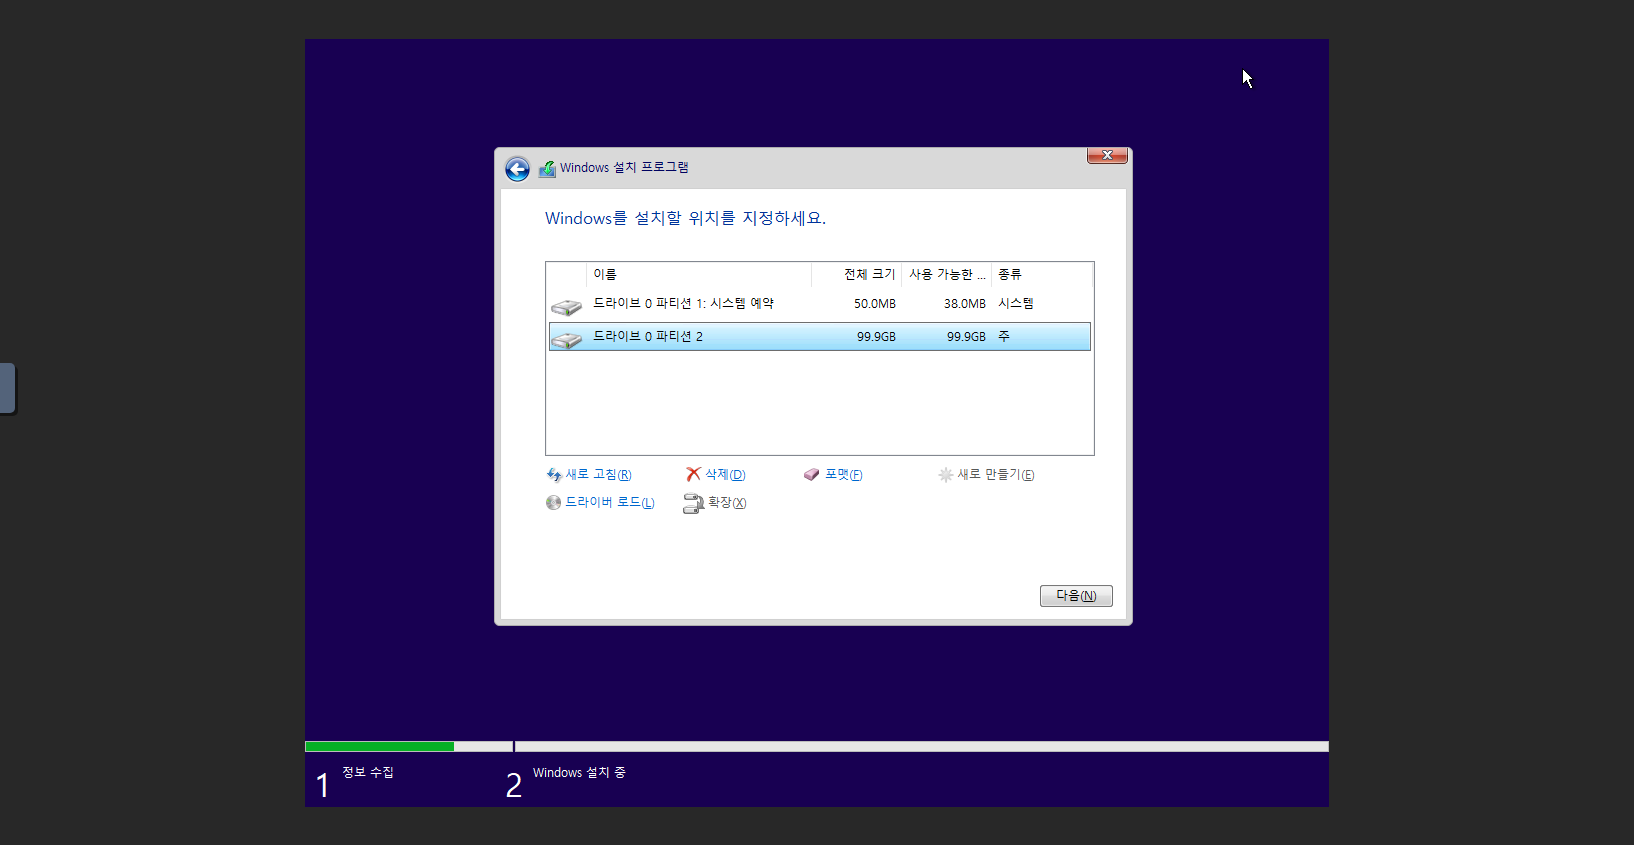 Windows 설치 프로그램
Windows를 설치할 위치를 지정하세요.
이름 전체 크기 사용 가능한 ... 종류
드라이브 0 파티션 1: 시스템 예약 50.0MB 38.0MB 시스템
드라이브 0 파티션 2 99.9GB 99.9GB 주
새로 고침(R) 삭제(D) 포맷(F) 새로 만들기(E)
드라이버 로드(L) 확장(X)
다음(N)
1 정보 수집 2 Windows 설치 중